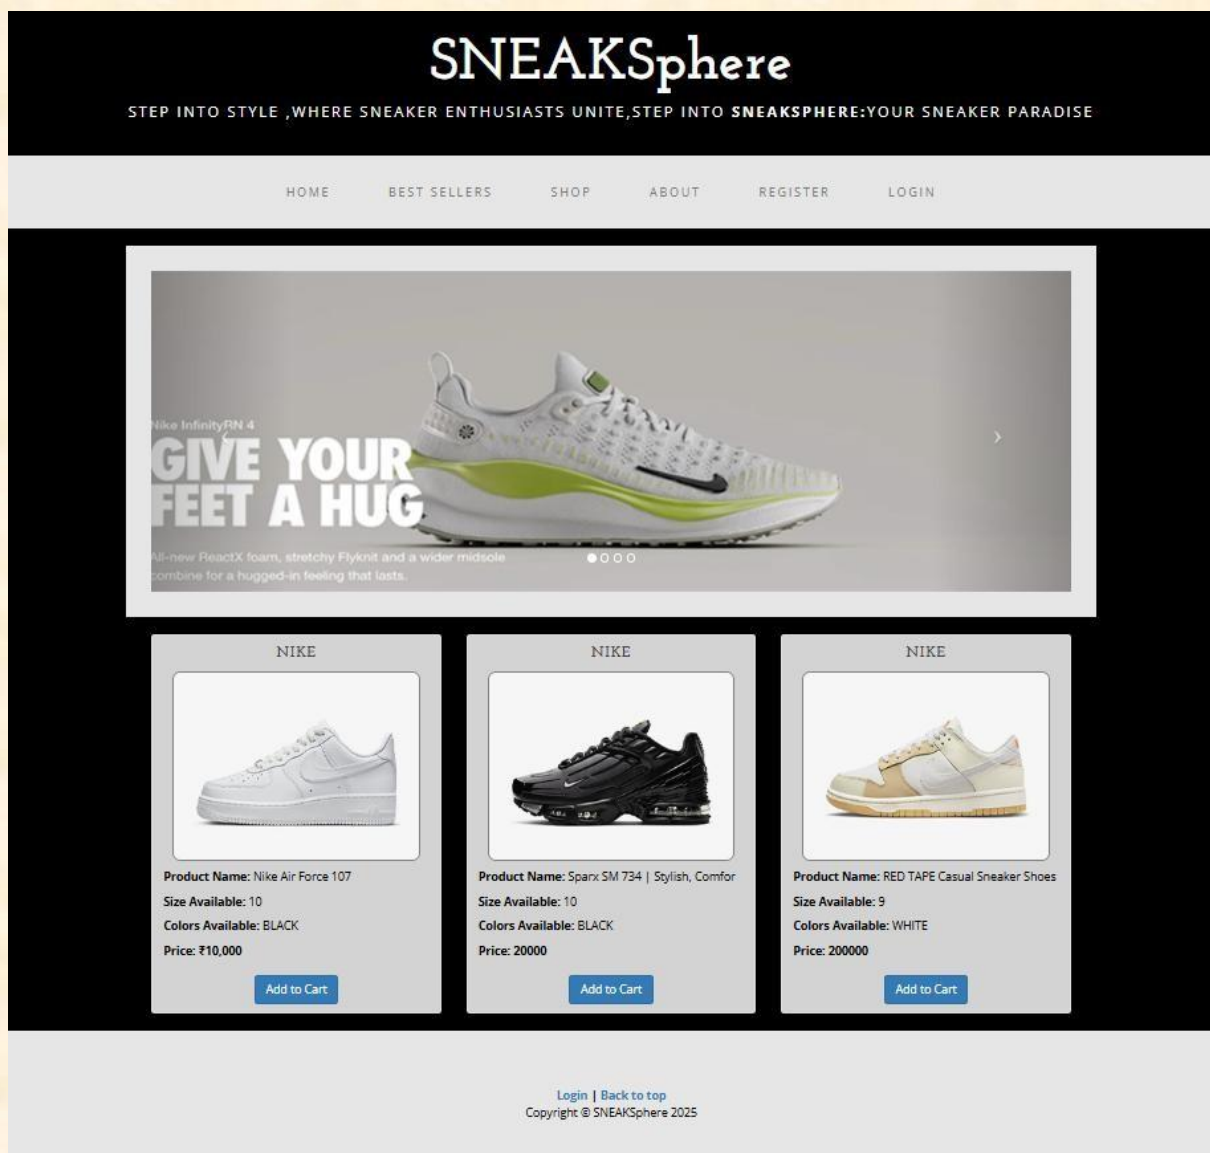 SNEAKSphere
STEP INTO STYLE ,WHERE SNEAKER ENTHUSIASTS UNITE,STEP INTO SNEAKSPHERE:YOUR SNEAKER PARADISE
HOME BEST SELLERS SHOP ABOUT REGISTER LOGIN
Nike InfinityRN 4
GIVE YOUR
FEET A HUG
All-new ReactX foam, stretchy Flyknit and a wider midsole
combine for a hugged-in feeling that lasts.
NIKE
Product Name: Nike Air Force 107
Size Available: 10
Colors Available: BLACK
Price: ₹10,000
Add to Cart
NIKE
Product Name: Sparx SM 734 | Stylish, Comfor
Size Available: 10
Colors Available: BLACK
Price: 20000
Add to Cart
NIKE
Product Name: RED TAPE Casual Sneaker Shoes
Size Available: 9
Colors Available: WHITE
Price: 200000
Add to Cart
Login | Back to top
Copyright © SNEAKSphere 2025